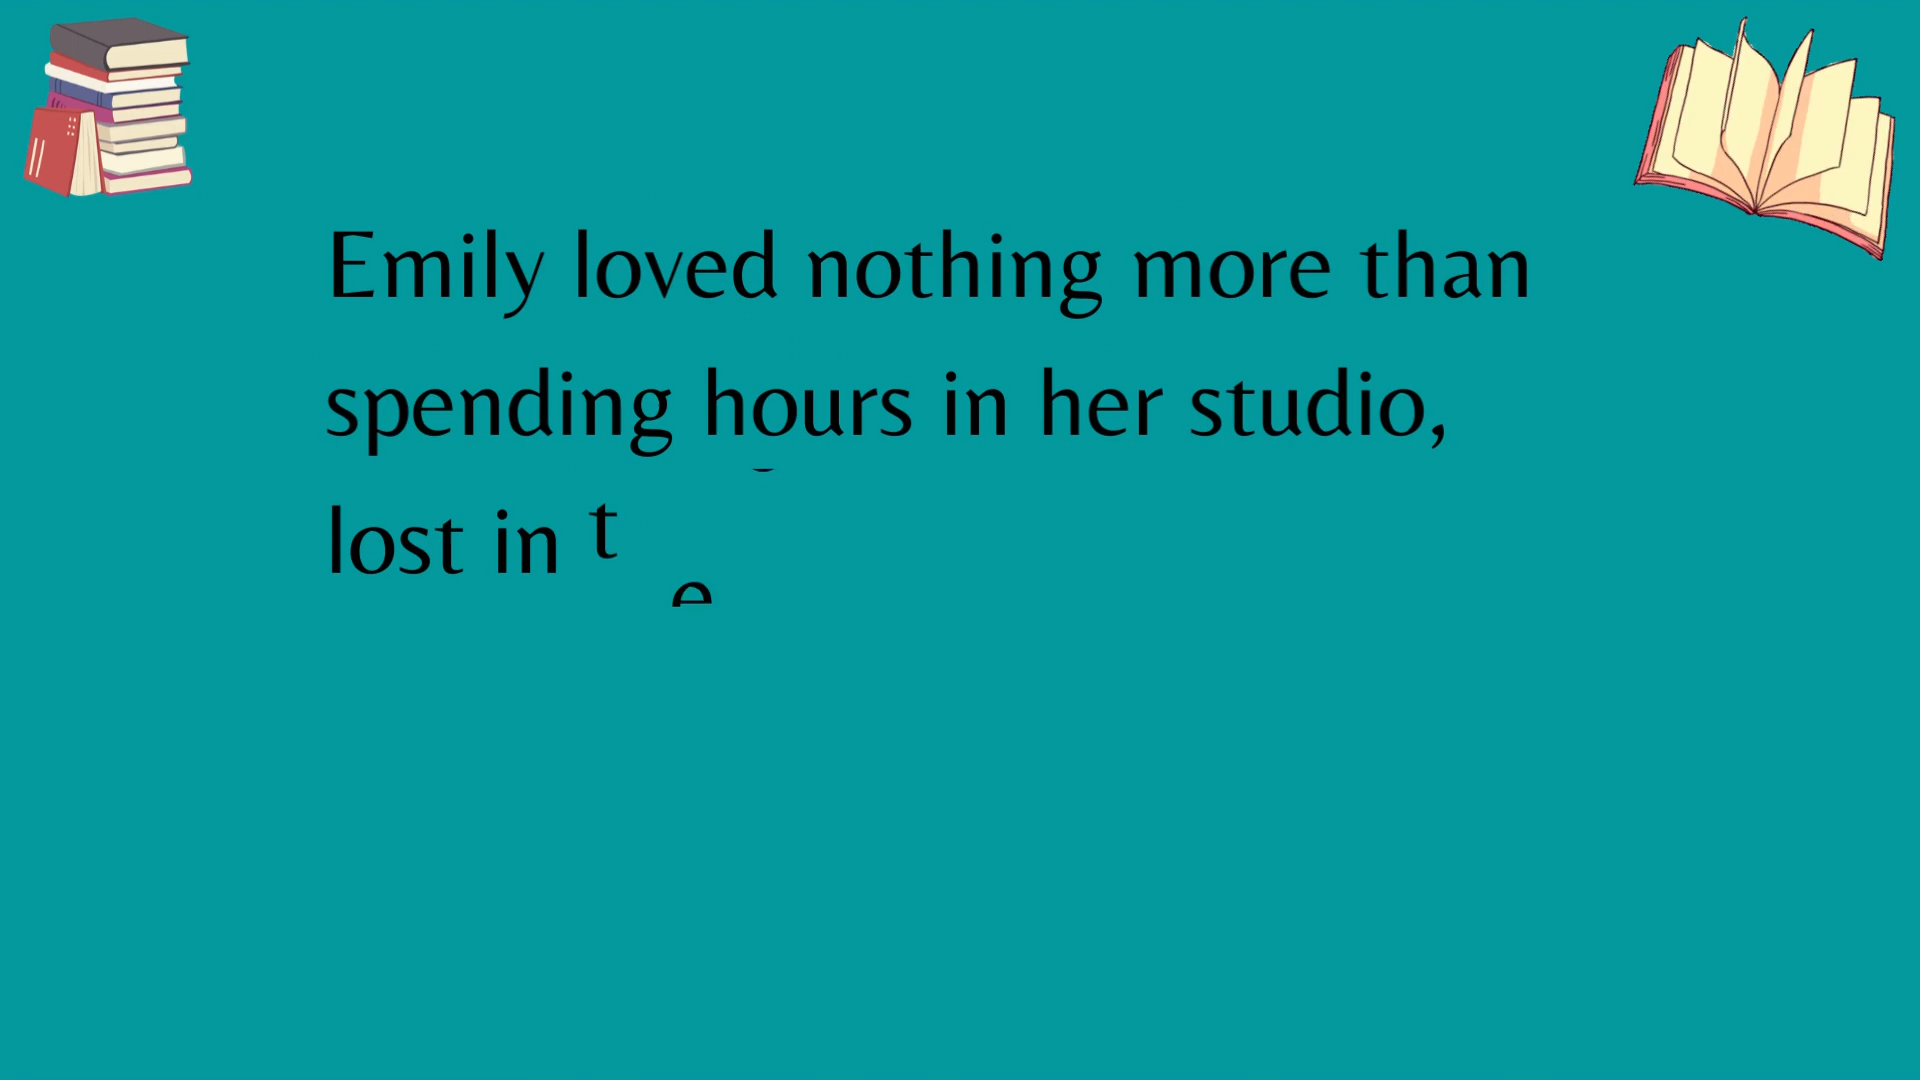 Emily loved nothing more than
spending hours in her studio,
lost in